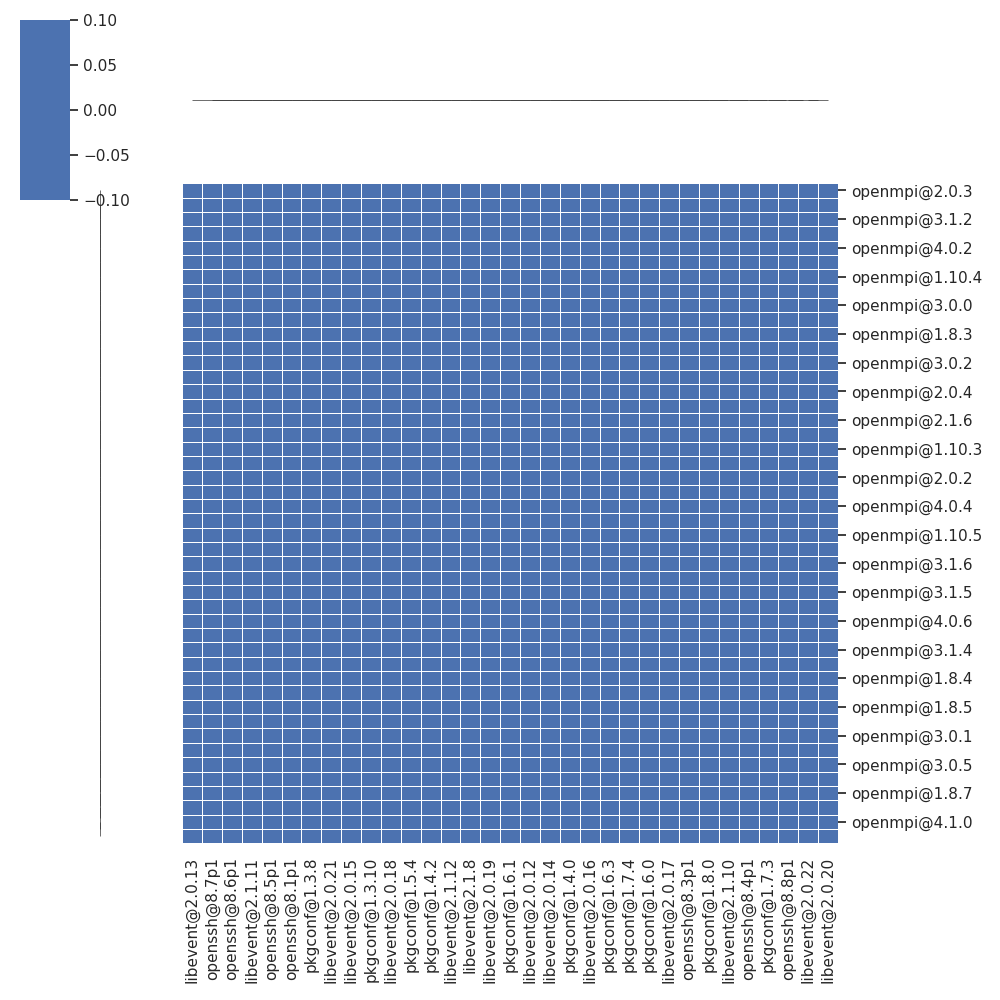 0.10
0.05
0.00
−0.05
−0.10
openmpi@2.0.3
openmpi@3.1.2
openmpi@4.0.2
openmpi@1.10.4
openmpi@3.0.0
openmpi@1.8.3
openmpi@3.0.2
openmpi@2.0.4
openmpi@2.1.6
openmpi@1.10.3
openmpi@2.0.2
openmpi@4.0.4
openmpi@1.10.5
openmpi@3.1.6
openmpi@3.1.5
openmpi@4.0.6
openmpi@3.1.4
openmpi@1.8.4
openmpi@1.8.5
openmpi@3.0.1
openmpi@3.0.5
openmpi@1.8.7
openmpi@4.1.0
libevent@2.0.13
openssh@8.7p1
openssh@8.6p1
libevent@2.1.11
openssh@8.5p1
openssh@8.1p1
pkgconf@1.3.8
libevent@2.0.21
libevent@2.0.15
pkgconf@1.3.10
libevent@2.0.18
pkgconf@1.5.4
pkgconf@1.4.2
libevent@2.1.12
libevent@2.1.8
libevent@2.0.19
pkgconf@1.6.1
libevent@2.0.12
libevent@2.0.14
pkgconf@1.4.0
libevent@2.0.16
pkgconf@1.6.3
pkgconf@1.7.4
pkgconf@1.6.0
libevent@2.0.17
openssh@8.3p1
pkgconf@1.8.0
libevent@2.1.10
openssh@8.4p1
pkgconf@1.7.3
openssh@8.8p1
libevent@2.0.22
libevent@2.0.20